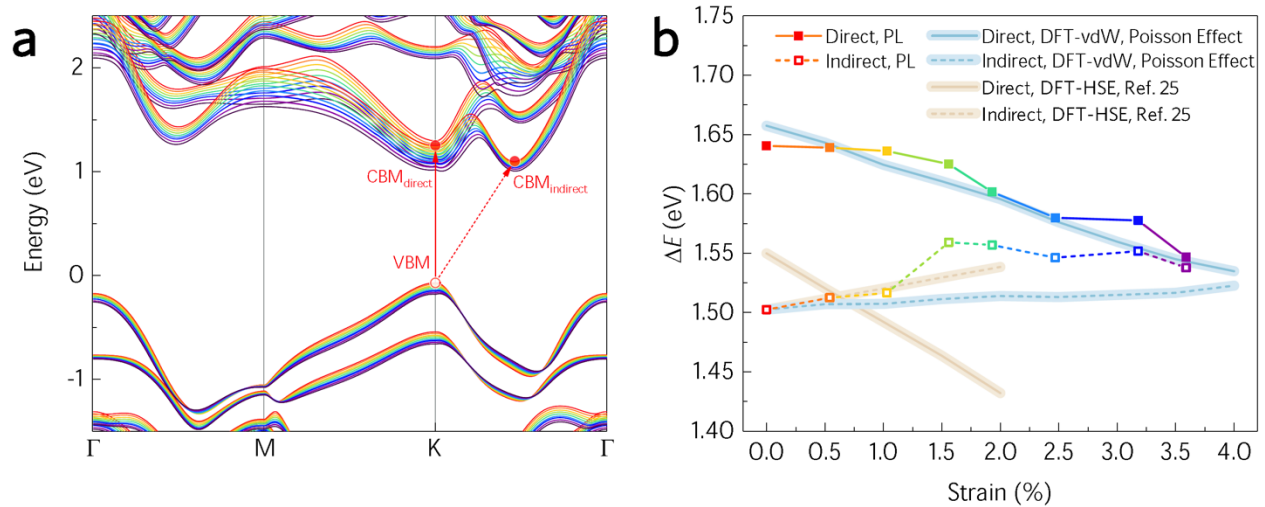 a
Energy (eV)
2
1
0
-1
CBMdirect
CBMindirect
VBM
Γ
M
K
Γ
b
ΔE (eV)
1.75
1.70
1.65
1.60
1.55
1.50
1.45
1.40
Direct, PL
Indirect, PL
Direct, DFT-vdW, Poisson Effect
Indirect, DFT-vdW, Poisson Effect
Direct, DFT-HSE, Ref. 25
Indirect, DFT-HSE, Ref. 25
0.0 0.5 1.0 1.5 2.0 2.5 3.0 3.5 4.0
Strain (%)